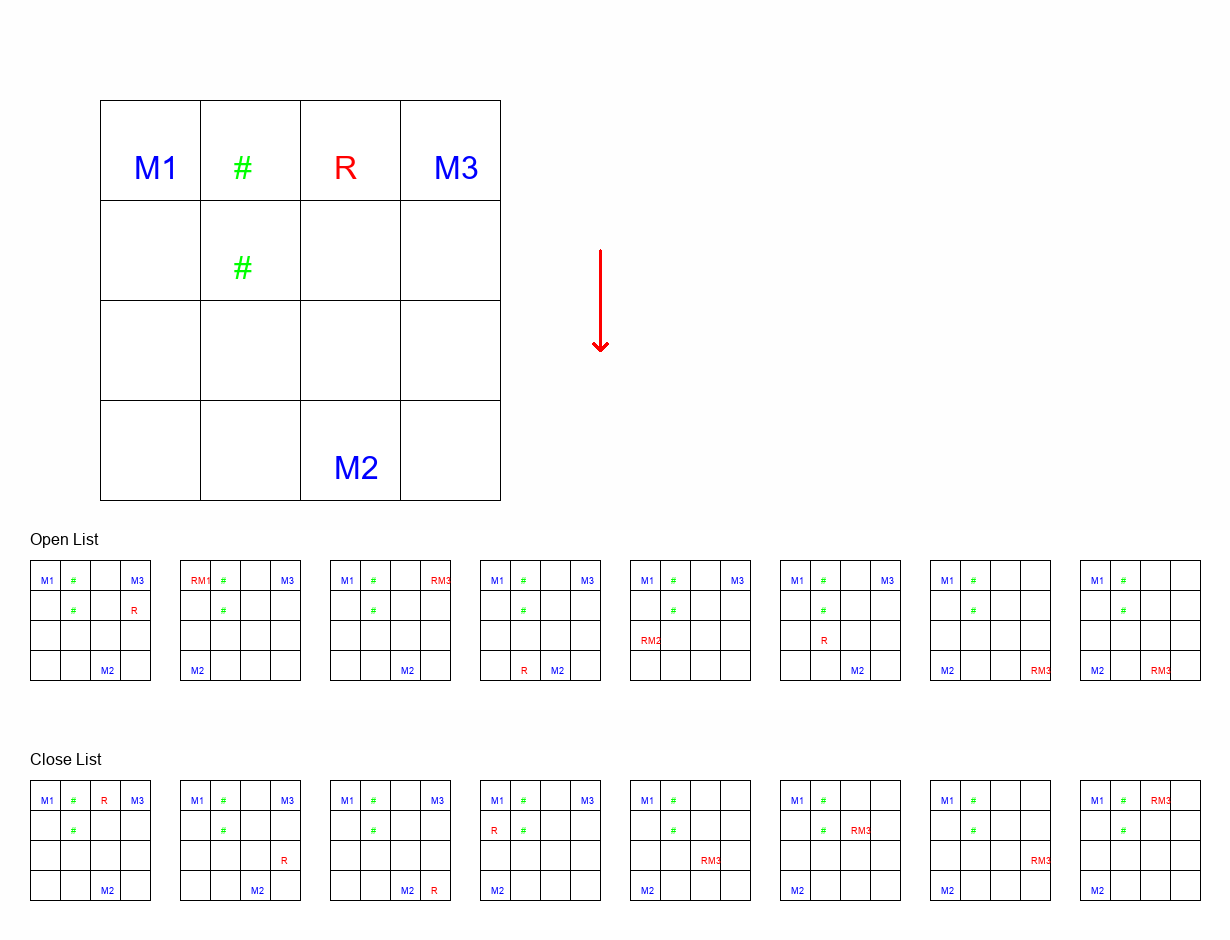 M1 # R M3
#
M2
Open List
M1 # M3 RM1 # M3 M1 # RM3 M1 # M3 M1 # M3 M1 # M3 M1 # M1 #
# R # # # # # # #
RM2 R
M2 M2 M2 R M2 M2 M2 RM3 M2 RM3
Close List
M1 # R M3 M1 # M3 M1 # M3 M1 # M3 M1 # M1 # M1 # M1 # RM3
# # # R # # # RM3 # #
R RM3 RM3
M2 M2 M2 R M2 M2 M2 M2 M2